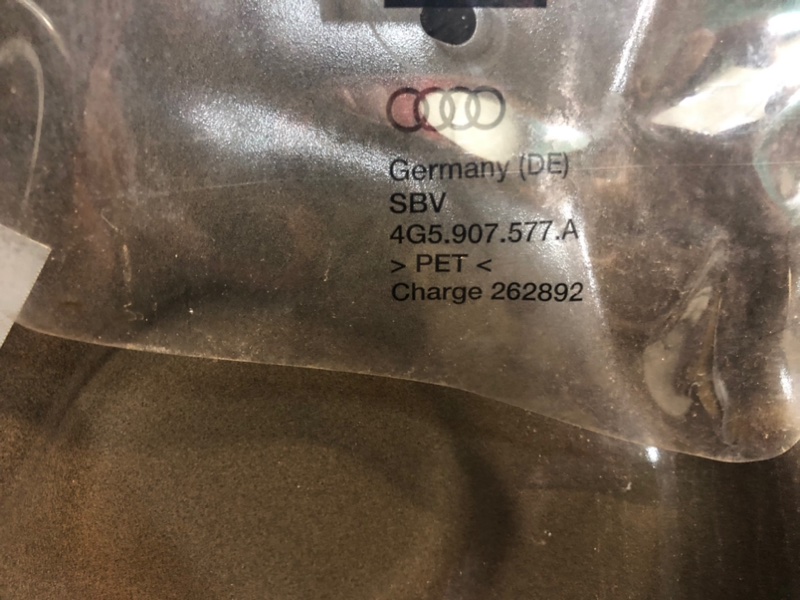 Germany (DE)
SBV
4G5.907.577.A
> PET <
Charge 262892